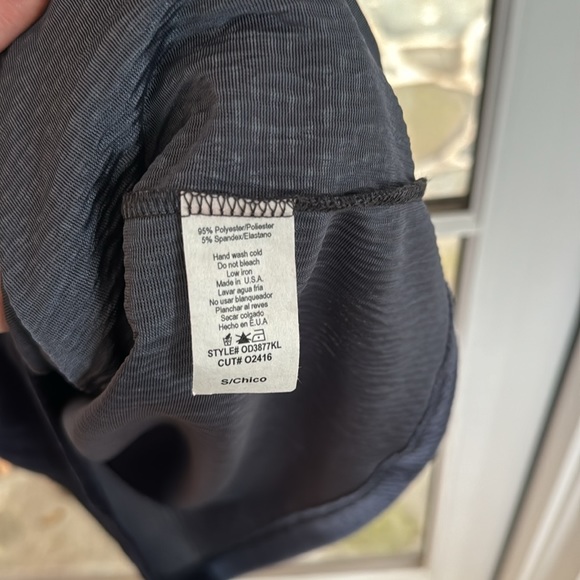 95% Polyester/Poliester
5% Spandex/Elastano
Hand wash cold
Do not bleach
Low iron
Made in U.S.A.
Lavar agua fria
No usar blanqueador
Planchar al reves
Secar colgado
Hecho en E.U.A
STYLE# OD3877KL
CUT# O2416
S/Chico